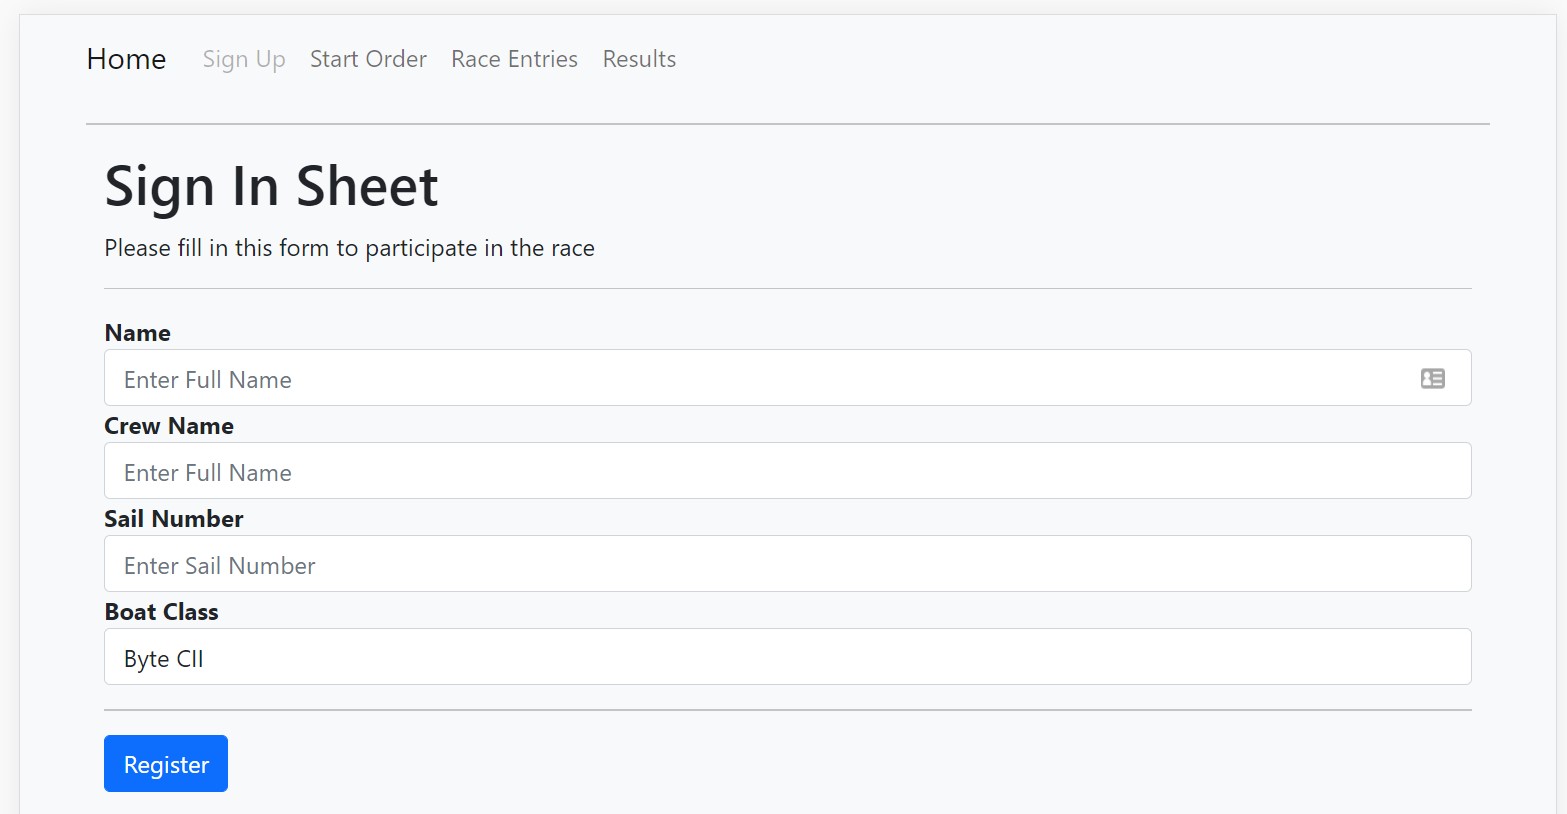 Home Sign Up Start Order Race Entries Results
Sign In Sheet
Please fill in this form to participate in the race
Name
Enter Full Name
Crew Name
Enter Full Name
Sail Number
Enter Sail Number
Boat Class
Byte CII
Register